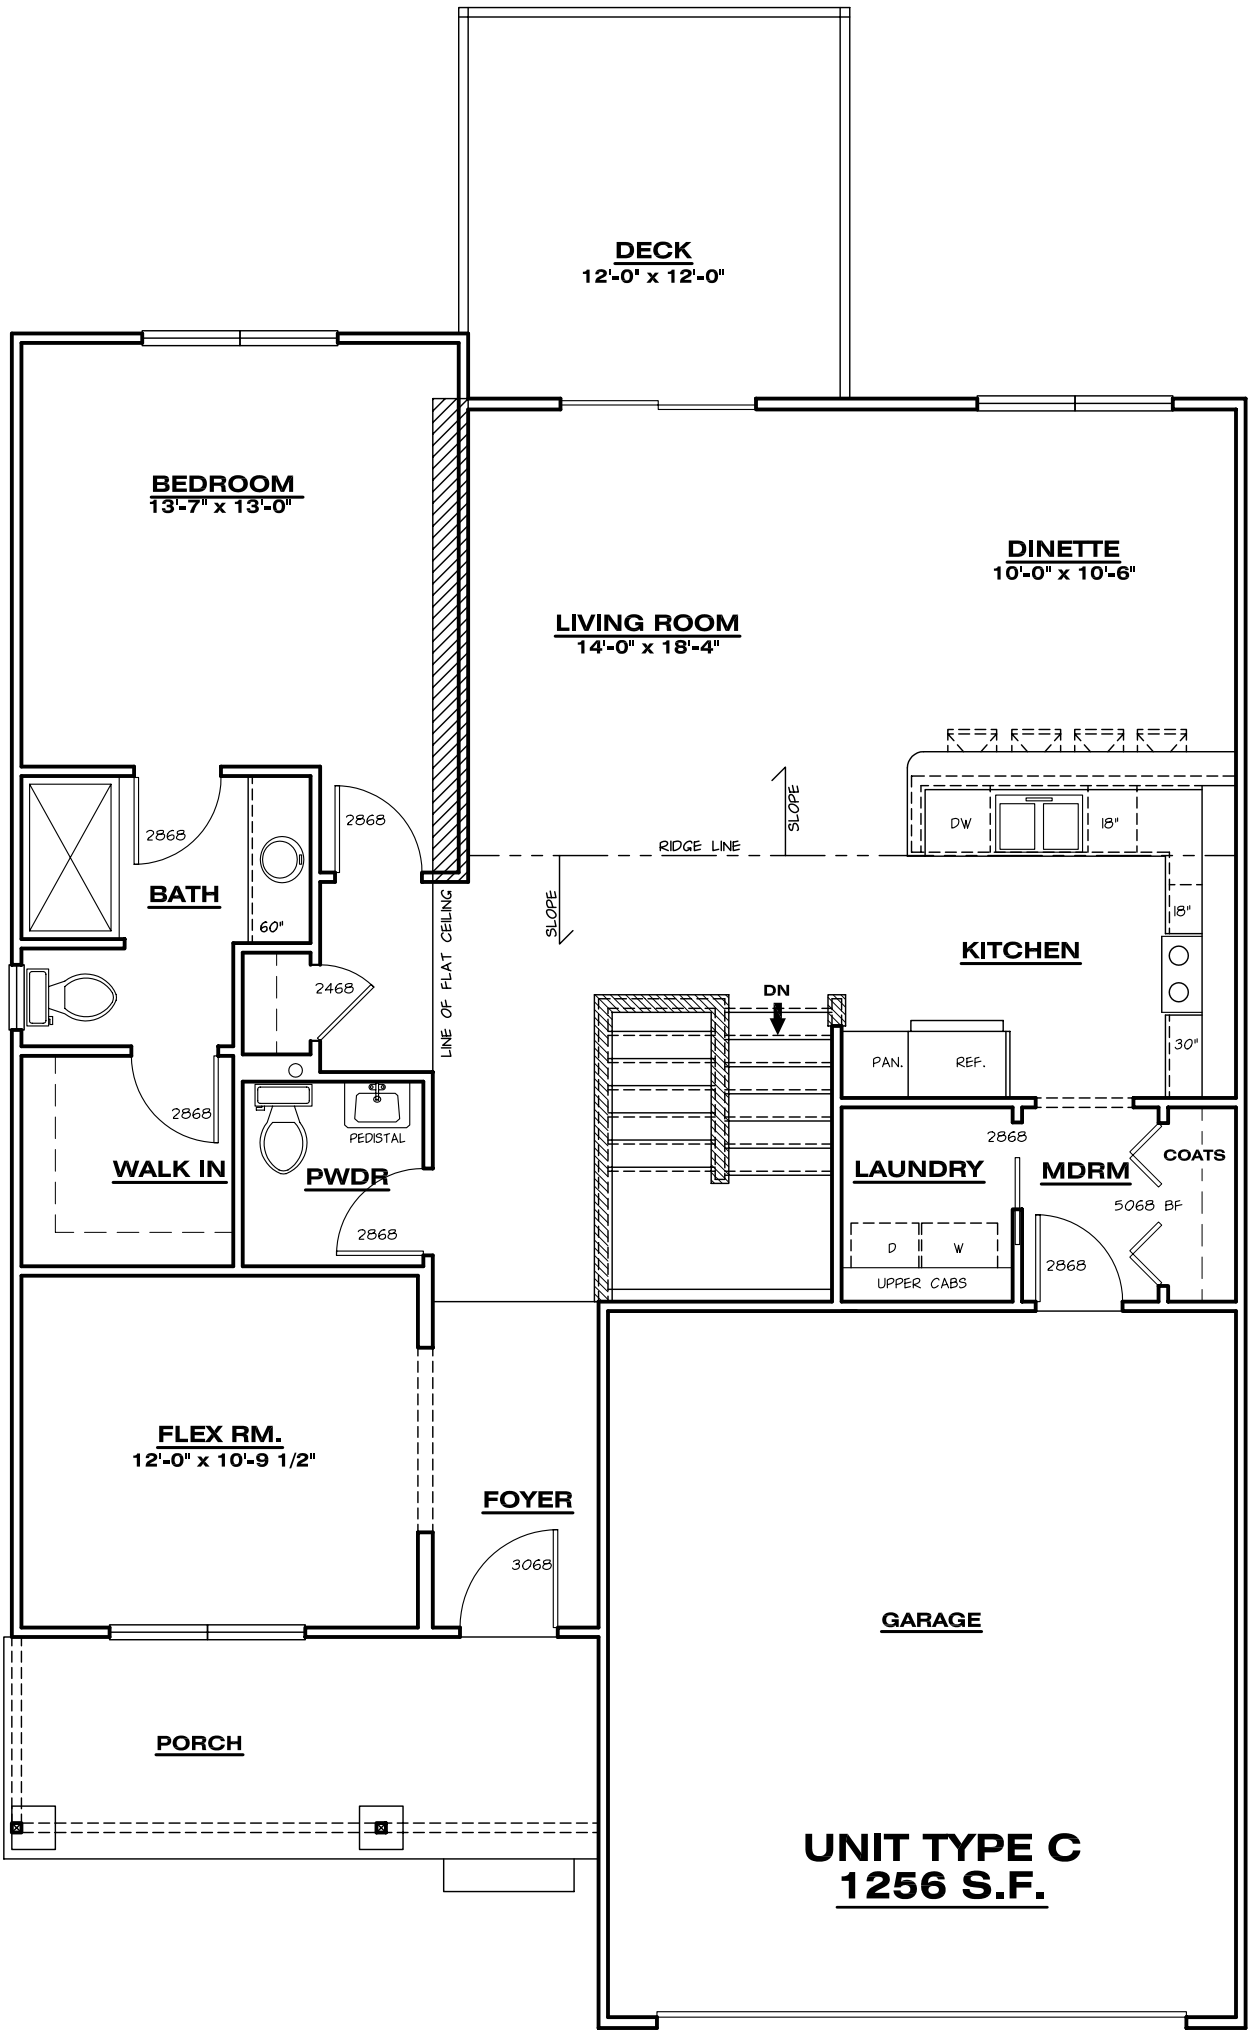 DECK
12'-0" x 12'-0"
BEDROOM
13'-7" x 13'-0"
DINETTE
10'-0" x 10'-6"
LIVING ROOM
14'-0" x 18'-4"
SLOPE
RIDGE LINE
DW
18"
2868
2868
BATH
60"
LINE OF FLAT CEILING
SLOPE
18"
KITCHEN
2468
DN
PAN.
REF.
30"
2868
PEDISTAL
2868
WALK IN
PWDR
LAUNDRY
MDRM
COATS
5068 BF
2868
D
W
2868
UPPER CABS
FLEX RM.
12'-0" x 10'-9 1/2"
FOYER
3068
GARAGE
PORCH
UNIT TYPE C
1256 S.F.